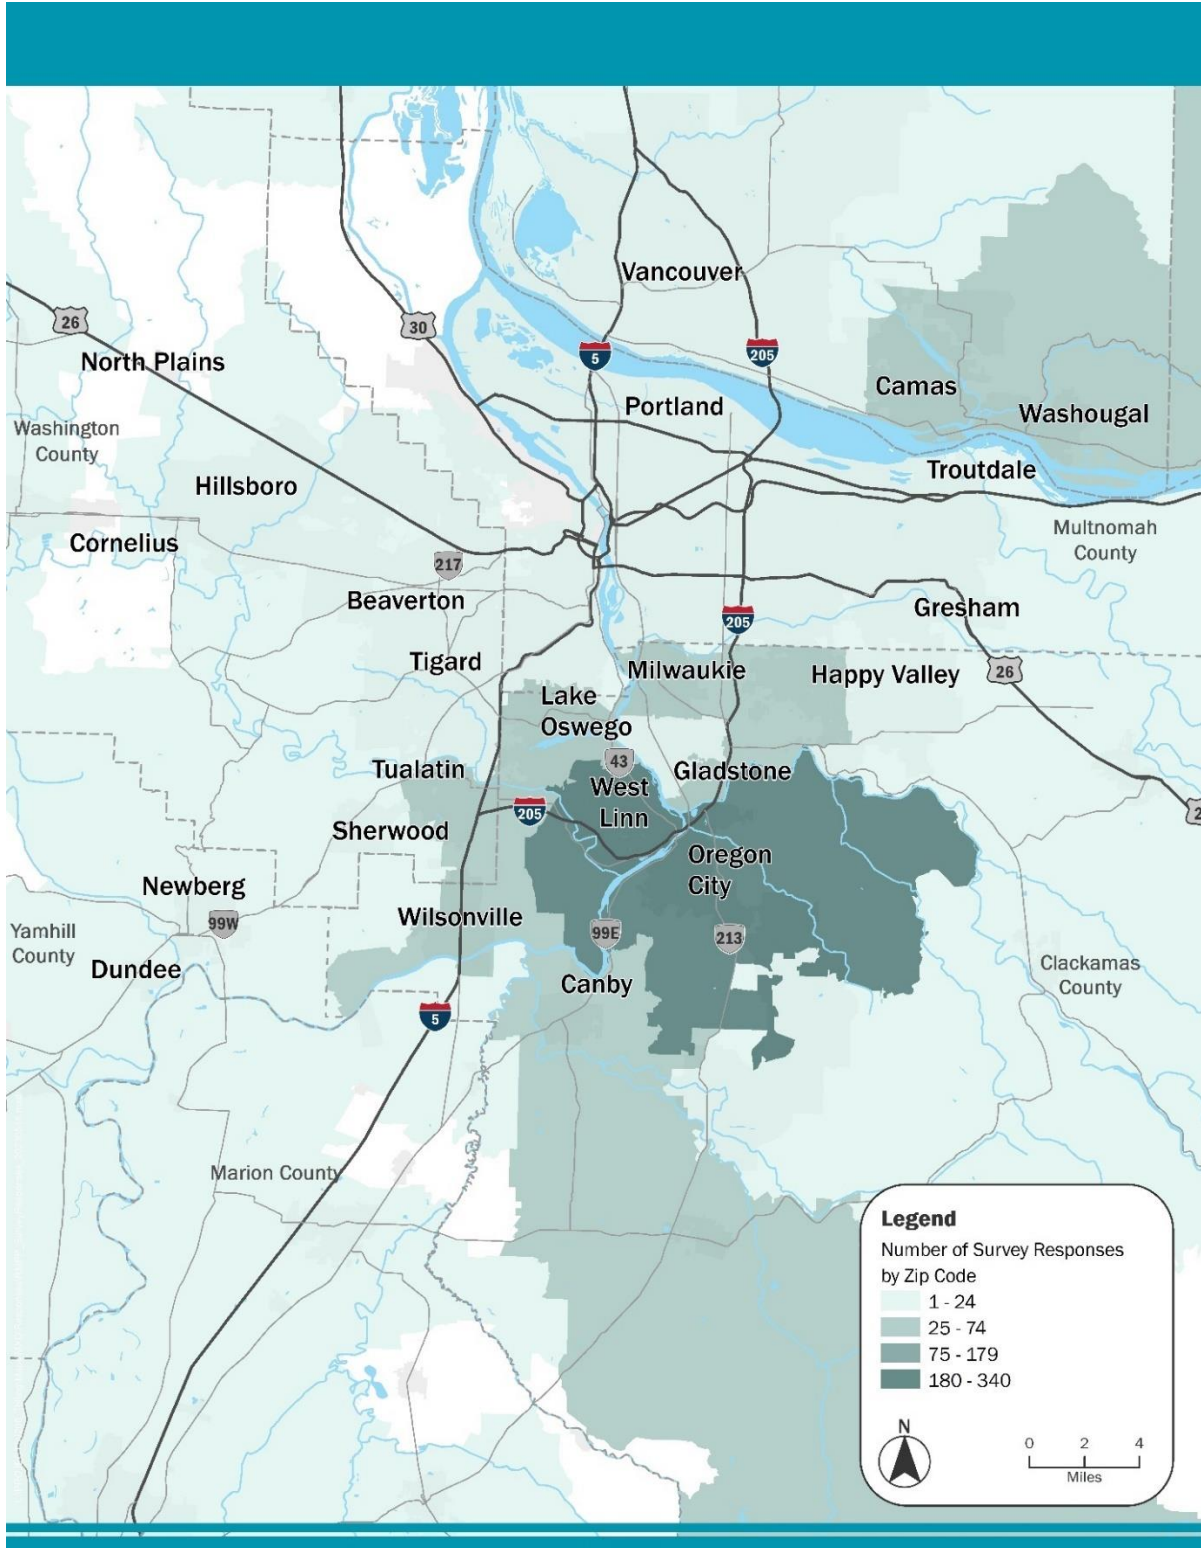 Vancouver
26
30
5
205
North Plains
Camas
Portland
Washougal
Washington
County
Troutdale
Hillsboro
Multnomah
County
Cornelius
217
Beaverton
Gresham
205
Tigard
Milwaukie
Happy Valley
26
Lake
Oswego
43
Tualatin
Gladstone
West
Linn
205
2
Sherwood
Oregon
City
Newberg
99W
Wilsonville
99E
213
Yamhill
County
Dundee
Canby
Clackamas
County
5
Marion County
Legend
Number of Survey Responses
by Zip Code
1 - 24
25 - 74
75 - 179
180 - 340
N
0 2 4
Miles